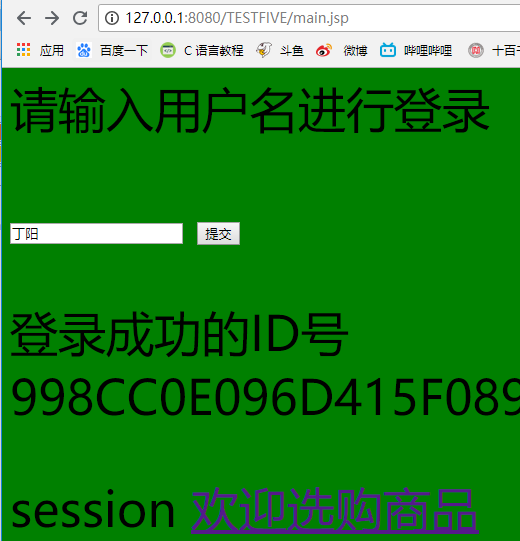 127.0.0.1:8080/TESTFIVE/main.jsp
应用 百度一下 C 语言教程 斗鱼 微博 哔哩哔哩 十百
请输入用户名进行登录
丁阳 提交
登录成功的ID号
998CC0E096D415F089
session 欢迎选购商品